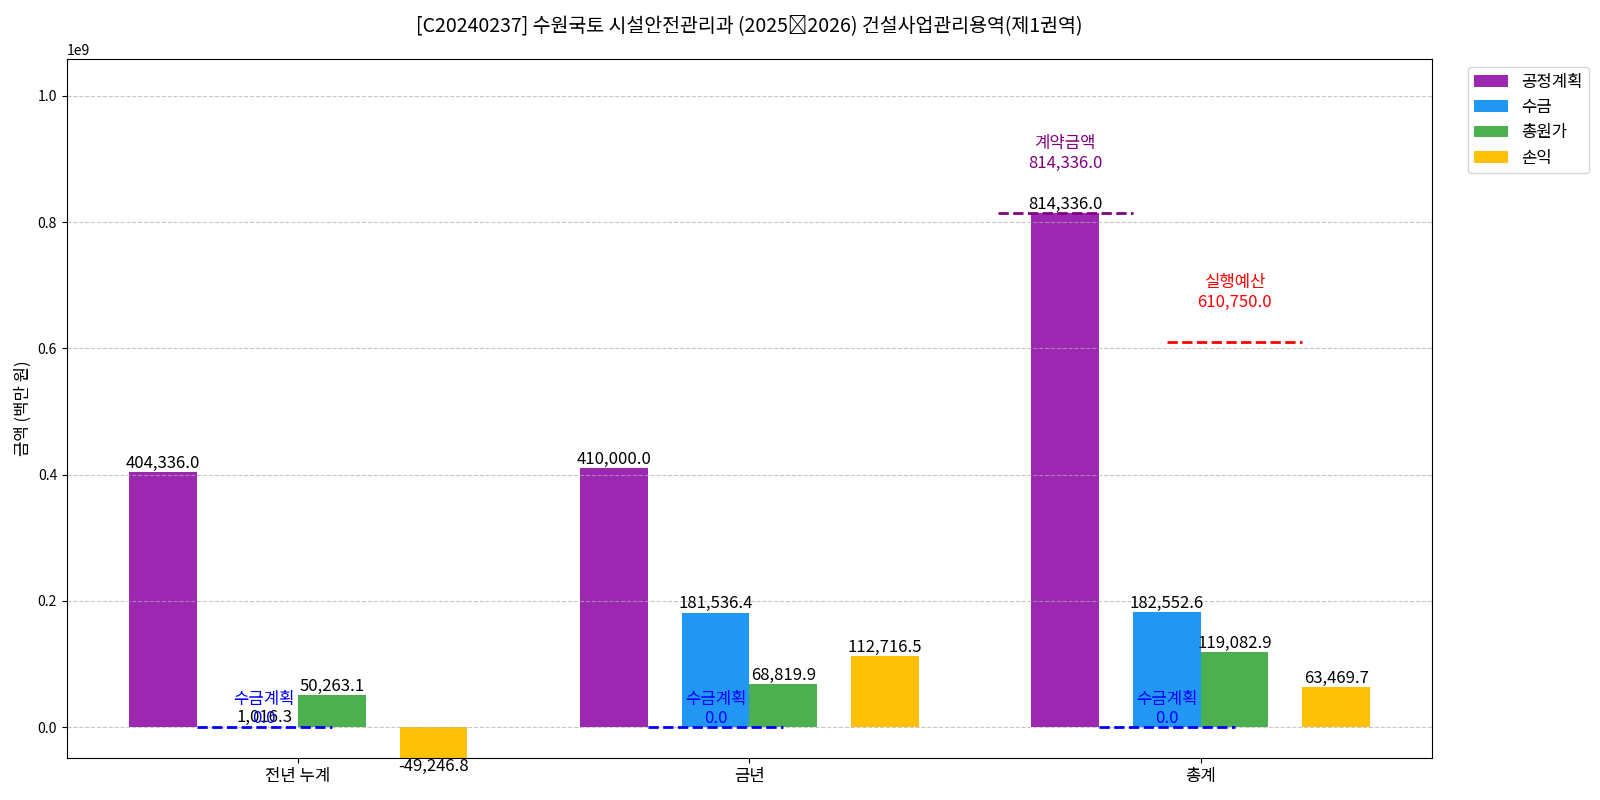 [C20240237] 수원국토 시설안전관리과 (2025☒2026) 건설사업관리용역(제1권역)
1e9
1.0
0.8
0.6
0.4
0.2
0.0
금액 (백만 원)
공정계획
수금
총원가
손익
계약금액
814,336.0
814,336.0
실행예산
610,750.0
404,336.0
410,000.0
181,536.4
182,552.6
112,716.5
119,082.9
50,263.1
68,819.9
63,469.7
수금계획
0.0
1,016.3
수금계획
0.0
수금계획
0.0
-49,246.8
전년 누계
금년
총계